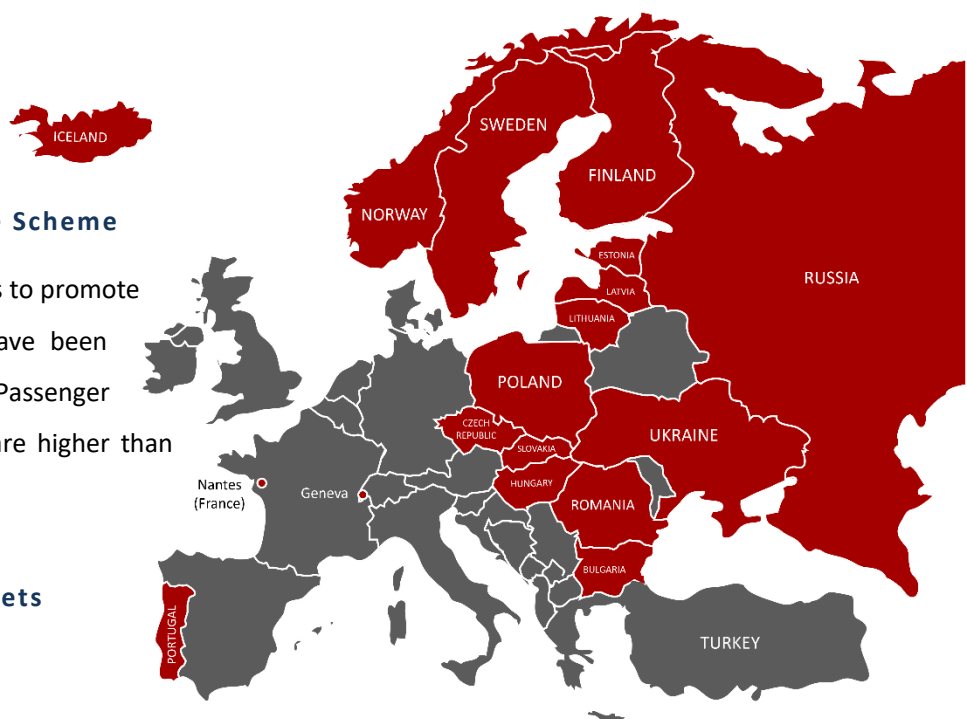 ICELAND
SWEDEN
FINLAND
NORWAY
Scheme
ESTONIA
RUSSIA
s to promote
LATVIA
LITHUANIA
ave been
Passenger
POLAND
CZECH
REPUBLIC
UKRAINE
are higher than
SLOVAKIA
HUNGARY
Nantes
(France)
Geneva
ROMANIA
BULGARIA
ets
PORTUGAL
TURKEY